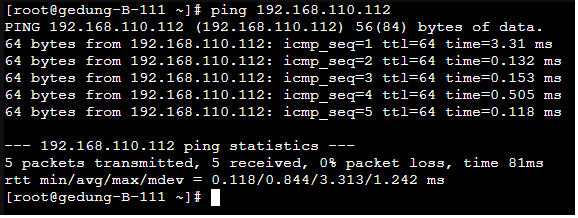 [root@gedung-B-111 ~]# ping 192.168.110.112
PING 192.168.110.112 (192.168.110.112) 56(84) bytes of data.
64 bytes from 192.168.110.112: icmp_seq=1 ttl=64 time=3.31 ms
64 bytes from 192.168.110.112: icmp_seq=2 ttl=64 time=0.132 ms
64 bytes from 192.168.110.112: icmp_seq=3 ttl=64 time=0.153 ms
64 bytes from 192.168.110.112: icmp_seq=4 ttl=64 time=0.505 ms
64 bytes from 192.168.110.112: icmp_seq=5 ttl=64 time=0.118 ms

--- 192.168.110.112 ping statistics ---
5 packets transmitted, 5 received, 0% packet loss, time 81ms
rtt min/avg/max/mdev = 0.118/0.844/3.313/1.242 ms
[root@gedung-B-111 ~]#